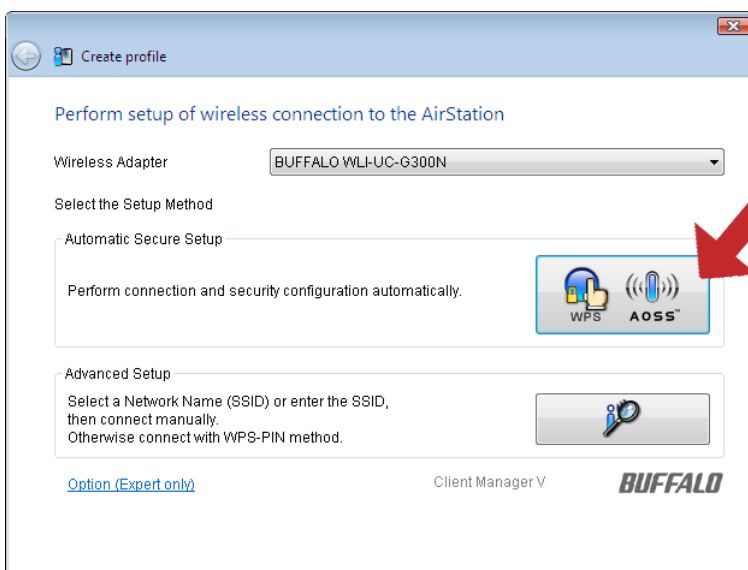 Create profile
Perform setup of wireless connection to the AirStation
Wireless Adapter
BUFFALO WLI-UC-G300N
Select the Setup Method
Automatic Secure Setup
Perform connection and security configuration automatically.
WPS
AOSS™
Advanced Setup
Select a Network Name (SSID) or enter the SSID,
then connect manually.
Otherwise connect with WPS-PIN method.
Option (Expert only)
Client Manager V
BUFFALO